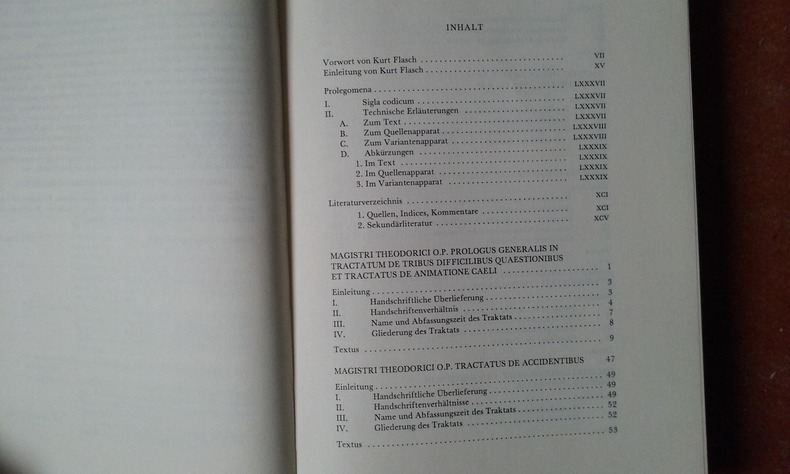 INHALT
Vorwort von Kurt Flasch . . . . . . . . . . VII
Einleitung von Kurt Flasch . . . . . . . . . . XV
Prolegomena . . . . . . . . . . LXXXVII
I. Sigla codicum . . . . . . . . . . LXXXVII
II. Technische Erläuterungen . . . . . . . . . . LXXXVII
A. Zum Text . . . . . . . . . . LXXXVII
B. Zum Quellenapparat . . . . . . . . . . LXXXVIII
C. Zum Variantenapparat . . . . . . . . . . LXXXVIII
D. Abkürzungen . . . . . . . . . . LXXXIX
1. Im Text . . . . . . . . . . LXXXIX
2. Im Quellenapparat . . . . . . . . . . LXXXIX
3. Im Variantenapparat . . . . . . . . . . LXXXIX
Literaturverzeichnis . . . . . . . . . . XCI
1. Quellen, Indices, Kommentare . . . . . . . . . . XCI
2. Sekundärliteratur . . . . . . . . . . XCV
MAGISTRI THEODORICI O.P. PROLOGUS GENERALIS IN
TRACTATUM DE TRIBUS DIFFICILIBUS QUAESTIONIBUS
ET TRACTATUS DE ANIMATIONE CAELI . . . . . . . . . . 1
Einleitung . . . . . . . . . . 3
I. Handschriftliche Überlieferung . . . . . . . . . . 3
II. Handschriftenverhältnis . . . . . . . . . . 4
III. Name und Abfassungszeit des Traktats . . . . . . . . . . 7
IV. Gliederung des Traktats . . . . . . . . . . 8
Textus . . . . . . . . . . 9
MAGISTRI THEODORICI O.P. TRACTATUS DE ACCIDENTIBUS 47
Einleitung . . . . . . . . . . 49
I. Handschriftliche Überlieferung . . . . . . . . . . 49
II. Handschriftenverhältnisse . . . . . . . . . . 49
III. Name und Abfassungszeit des Traktats . . . . . . . . . . 52
IV. Gliederung des Traktats . . . . . . . . . . 52
Textus . . . . . . . . . . 53